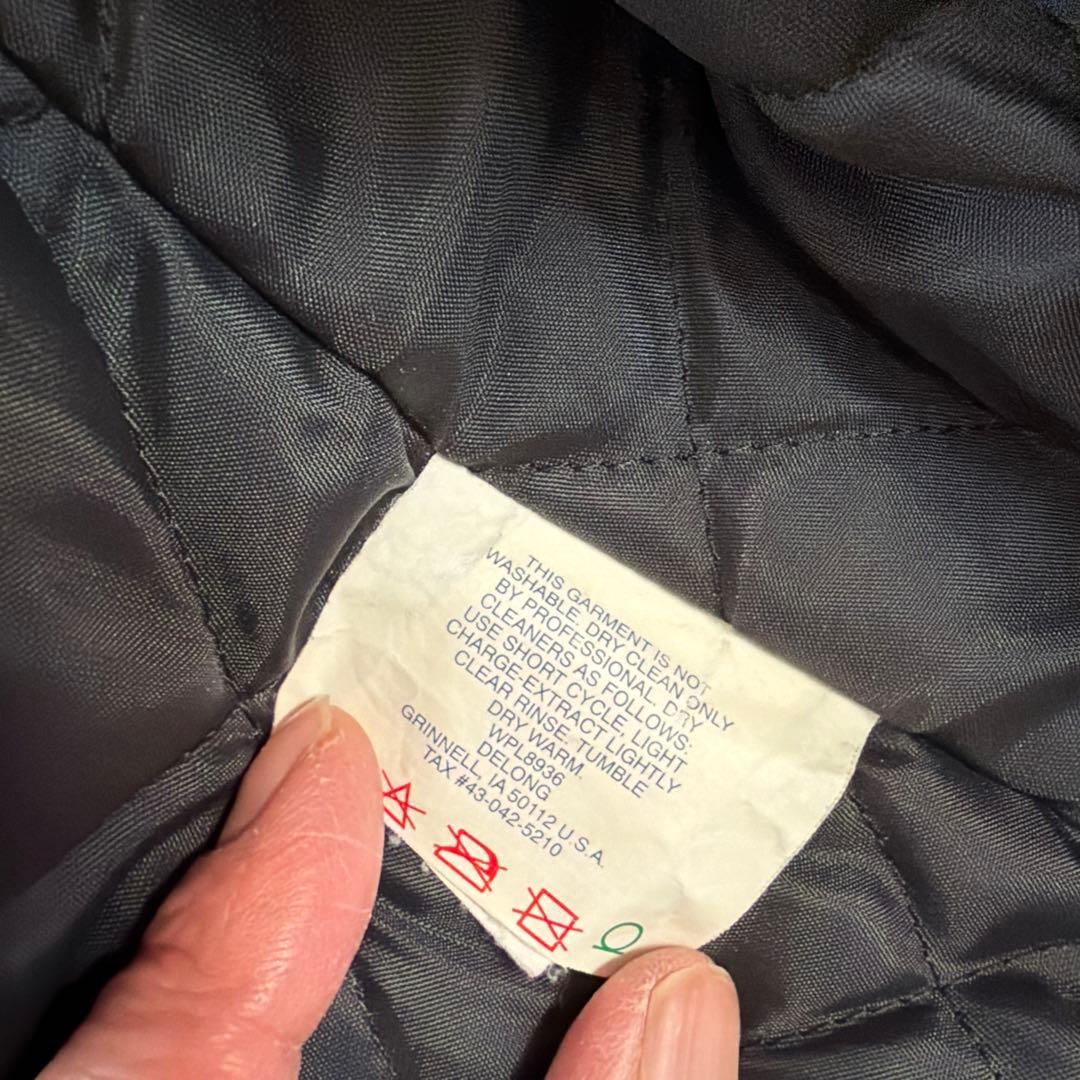 THIS GARMENT IS NOT
WASHABLE, DRY CLEAN ONLY
BY PROFESSIONAL DRY
CLEANERS AS FOLLOWS:
USE SHORT CYCLE, LIGHT
CHARGE-EXTRACT LIGHTLY
CLEAR RINSE, TUMBLE
DRY WARM.
WPL8936
DELONG
GRINNELL, IA 50112 U.S.A.
TAX #43-042-5210